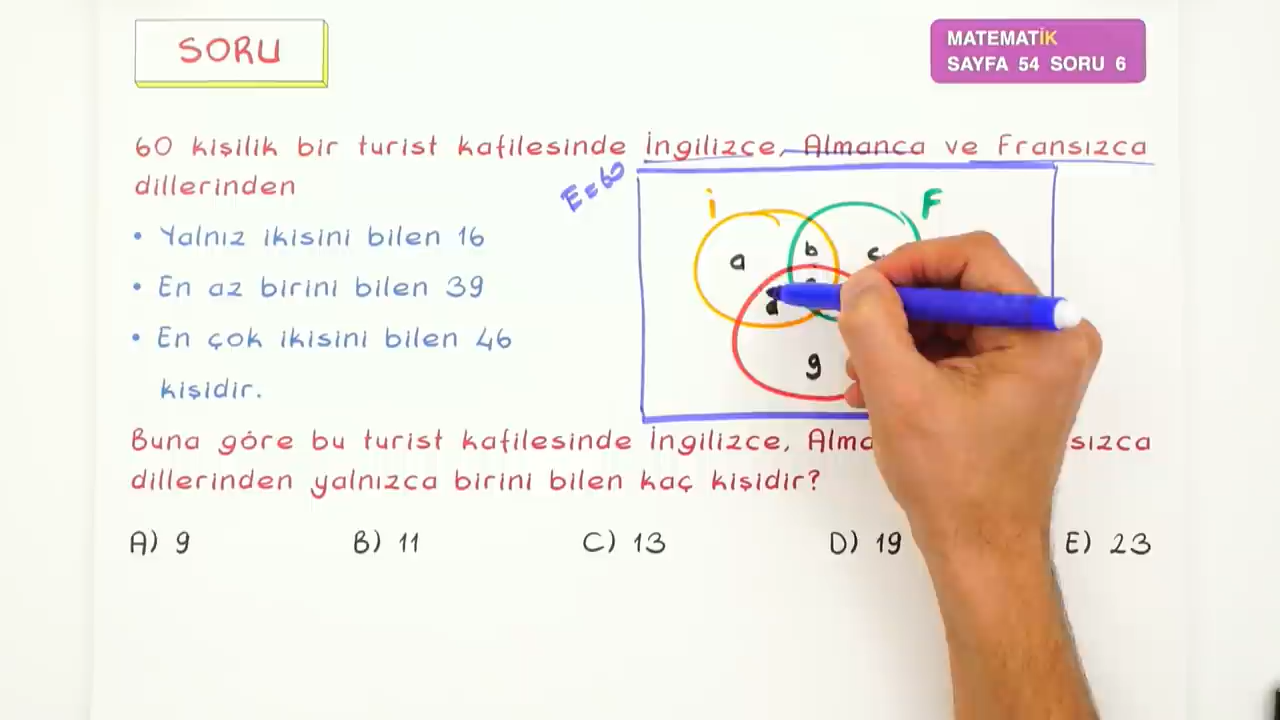 SORU
MATEMATİK
SAYFA 54 SORU 6
60 kişilik bir turist kafilesinde İngilizce, Almanca ve Fransızca
dillerinden
E=60
• Yalnız ikisini bilen 16
• En az birini bilen 39
• En çok ikisini bilen 46
kişidir.
İ F
a b c
d
g
Buna göre bu turist kafilesinde İngilizce, Alma sızca
dillerinden yalnızca birini bilen kaç kişidir?
A) 9 B) 11 C) 13 D) 19 E) 23